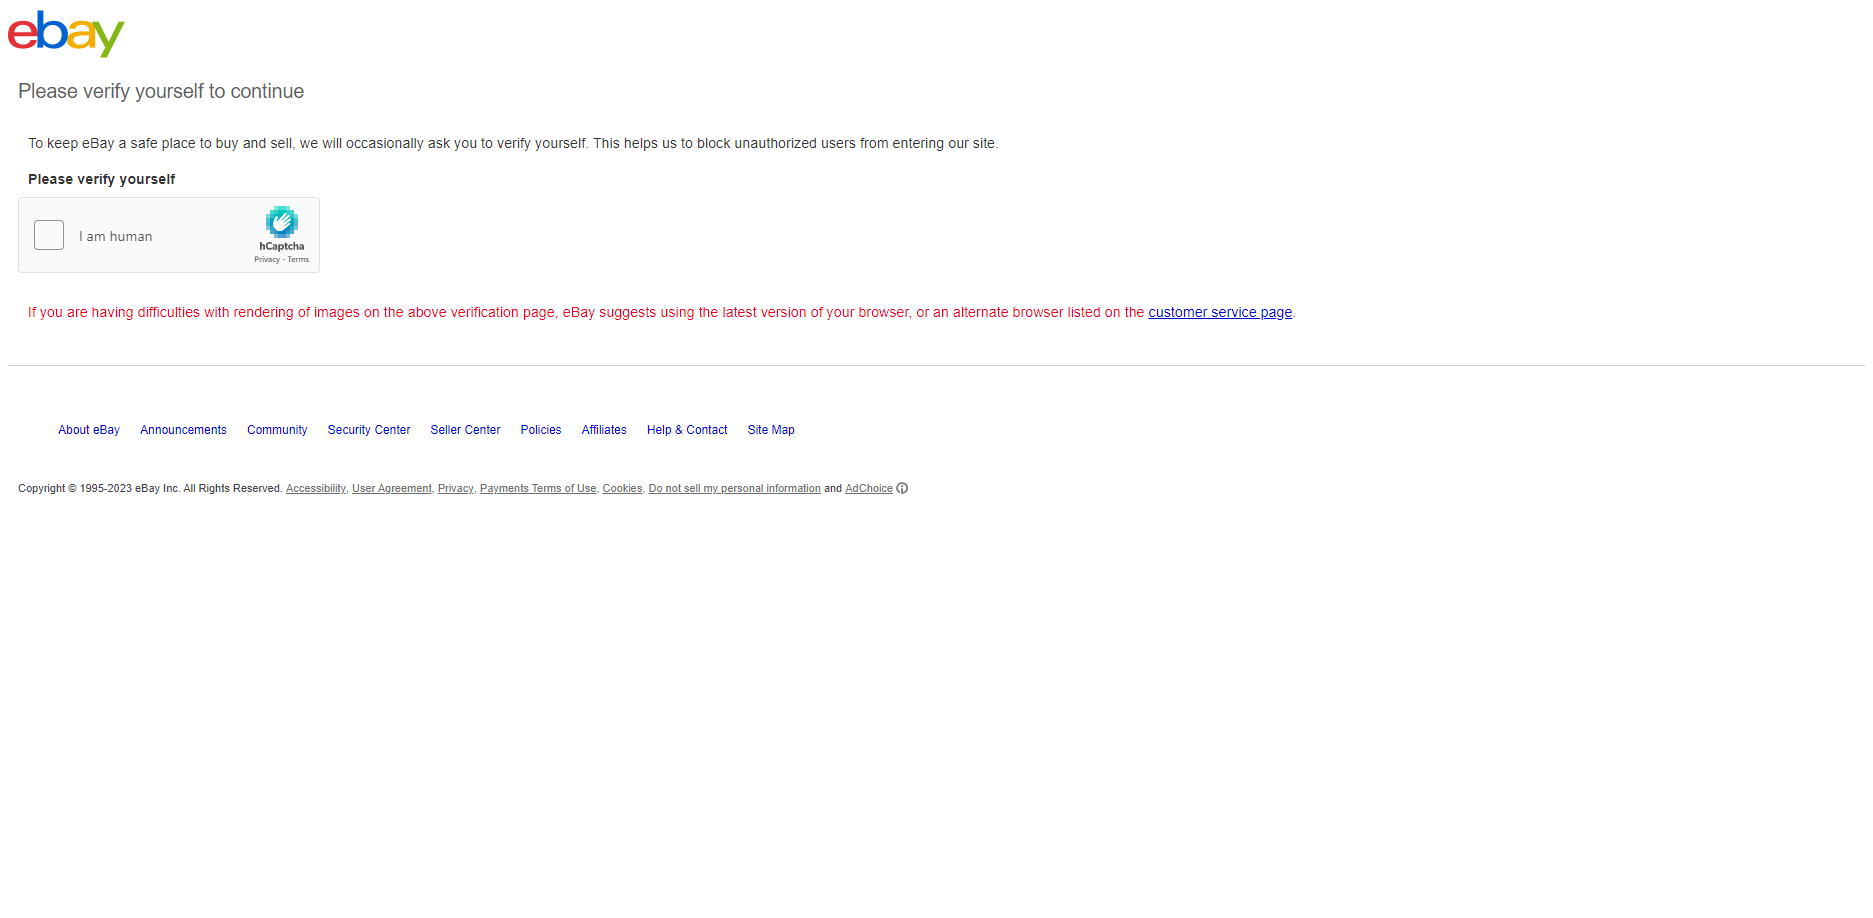 ebay
Please verify yourself to continue
To keep eBay a safe place to buy and sell, we will occasionally ask you to verify yourself. This helps us to block unauthorized users from entering our site.
Please verify yourself
I am human
hCaptcha
Privacy - Terms
If you are having difficulties with rendering of images on the above verification page, eBay suggests using the latest version of your browser, or an alternate browser listed on the customer service page.
About eBay Announcements Community Security Center Seller Center Policies Affiliates Help & Contact Site Map
Copyright © 1995-2023 eBay Inc. All Rights Reserved. Accessibility, User Agreement, Privacy, Payments Terms of Use, Cookies, Do not sell my personal information and AdChoice